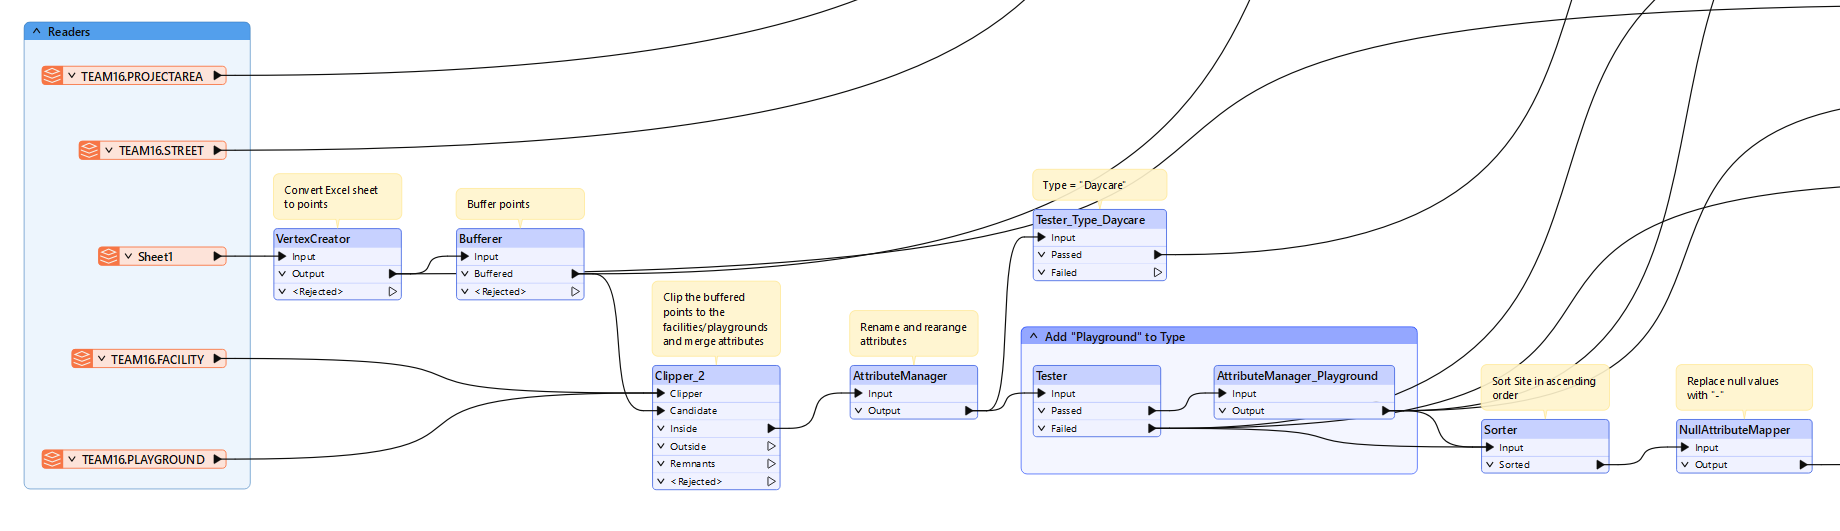 Readers
TEAM16.PROJECTAREA
TEAM16.STREET
Sheet1
TEAM16.FACILITY
TEAM16.PLAYGROUND
Convert Excel sheet
to points
VertexCreator
Input
Output
<Rejected>
Buffer points
Bufferer
Input
Buffered
<Rejected>
Clip the buffered
points to the
facilities/playgrounds
and merge attributes
Clipper_2
Clipper
Candidate
Inside
Outside
Remnants
<Rejected>
Rename and rearange
attributes
AttributeManager
Input
Output
Type = "Daycare"
Tester_Type_Daycare
Input
Passed
Failed
Add "Playground" to Type
Tester
Input
Passed
Failed
AttributeManager_Playground
Input
Output
Sort Site in ascending
order
Sorter
Input
Sorted
Replace null values
with "-"
NullAttributeMapper
Input
Output